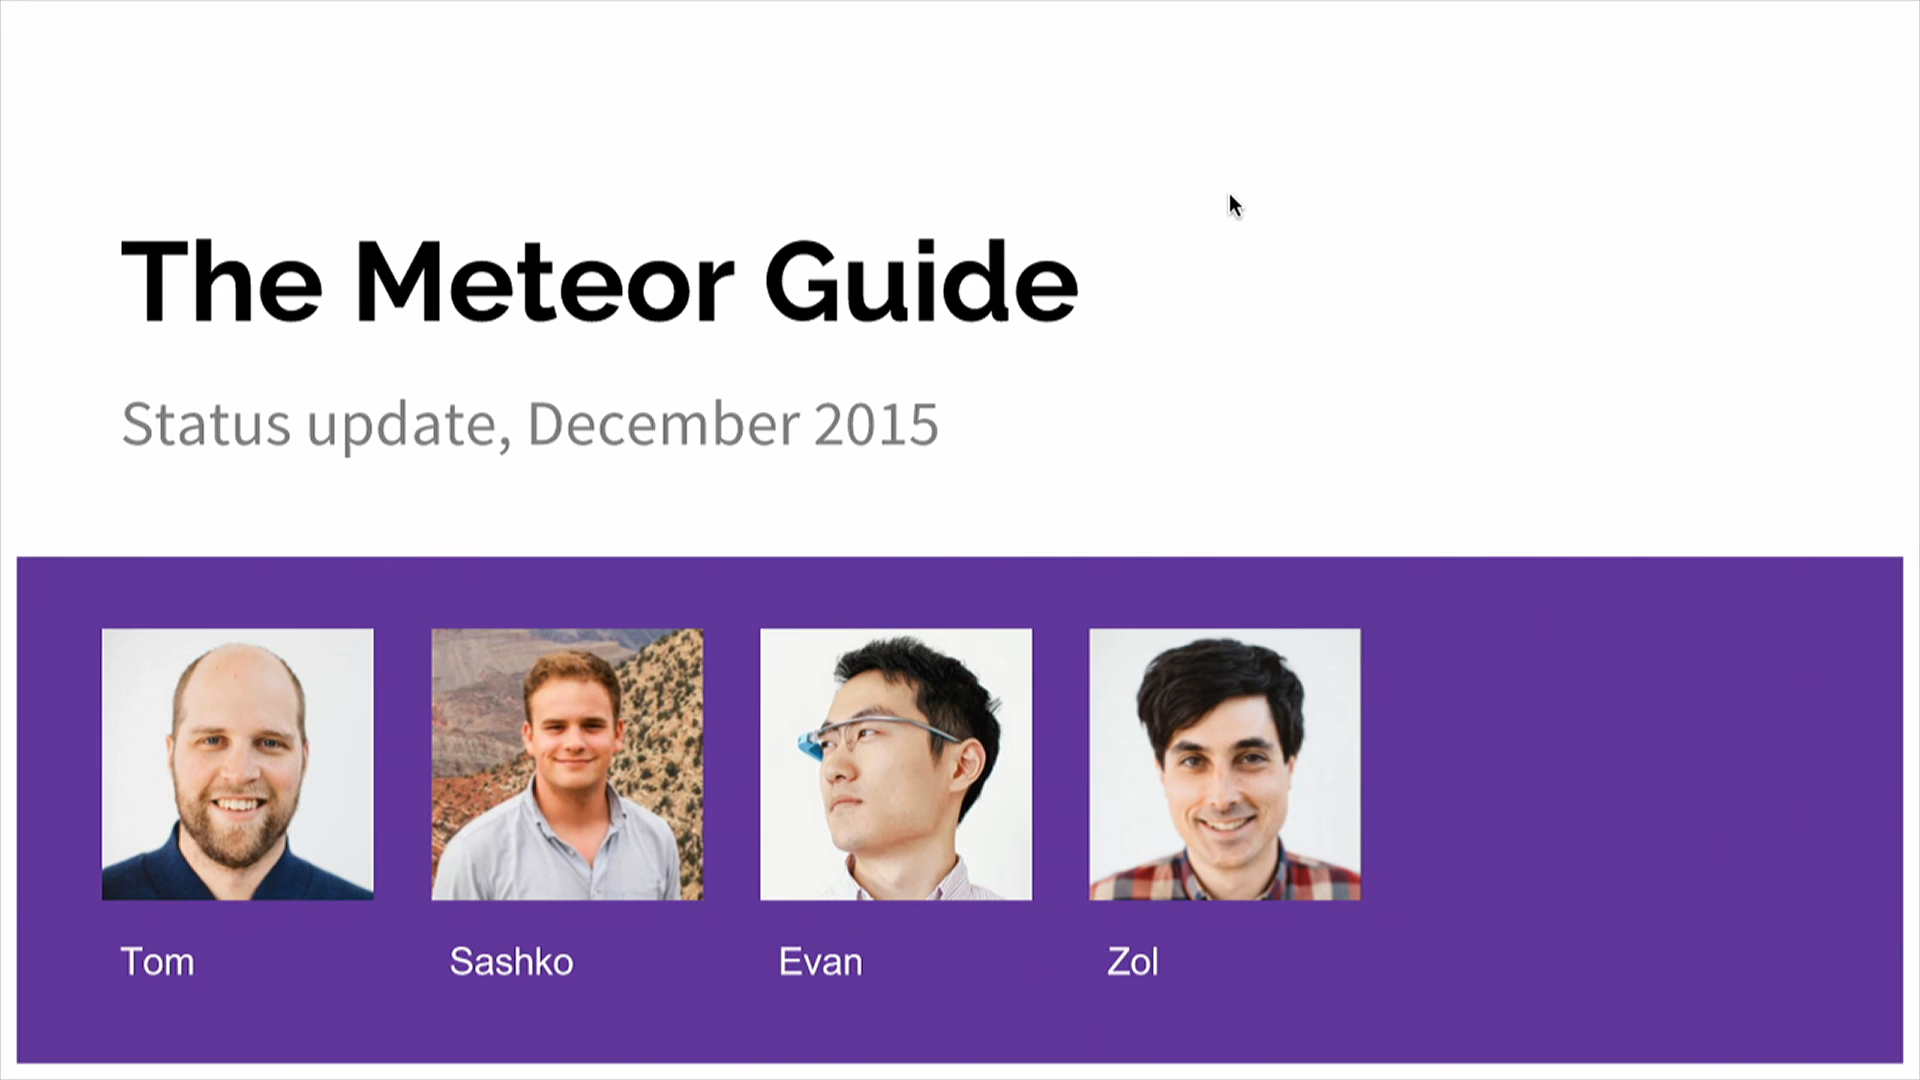 The Meteor Guide
Status update, December 2015
Tom
Sashko
Evan
Zol